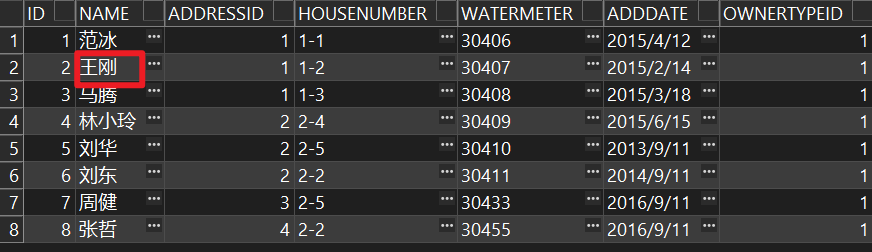 ID NAME ADDRESSID HOUSENUMBER WATERMETER ADDDATE OWNERTYPEID
1 1 范冰 ··· 1 1-1 ··· 30406 ··· 2015/4/12 ··· 1
2 2 王刚 ··· 1 1-2 ··· 30407 ··· 2015/2/14 ··· 1
3 3 马腾 ··· 1 1-3 ··· 30408 ··· 2015/3/18 ··· 1
4 4 林小玲 ··· 2 2-4 ··· 30409 ··· 2015/6/15 ··· 1
5 5 刘华 ··· 2 2-5 ··· 30410 ··· 2013/9/11 ··· 1
6 6 刘东 ··· 2 2-2 ··· 30411 ··· 2014/9/11 ··· 1
7 7 周健 ··· 3 2-5 ··· 30433 ··· 2016/9/11 ··· 1
8 8 张哲 ··· 4 2-2 ··· 30455 ··· 2016/9/11 ··· 1